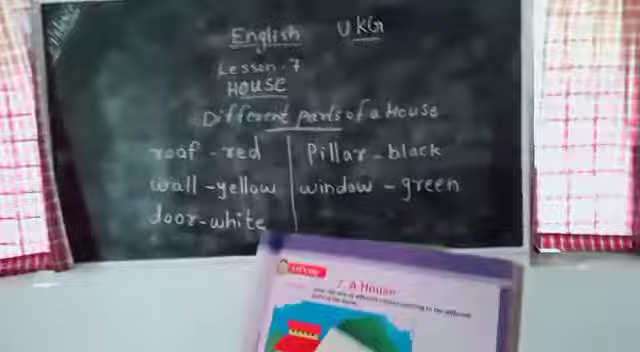 English UKG
Lesson-7
HOUSE
Different parts of a House
roof - red
wall - yellow
door - white
Pillar - black
window - green
7. A House